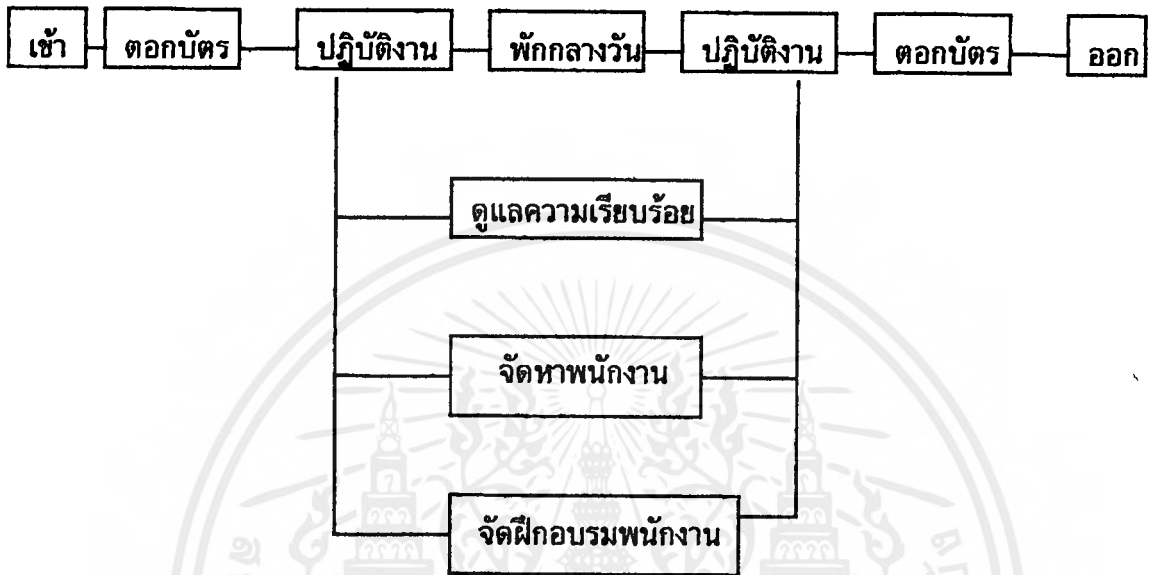 เข้า ตอกบัตร ปฏิบัติงาน พักกลางวัน ปฏิบัติงาน ตอกบัตร ออก
ดูแลความเรียบร้อย
จัดหาพนักงาน
จัดฝึกอบรมพนักงาน